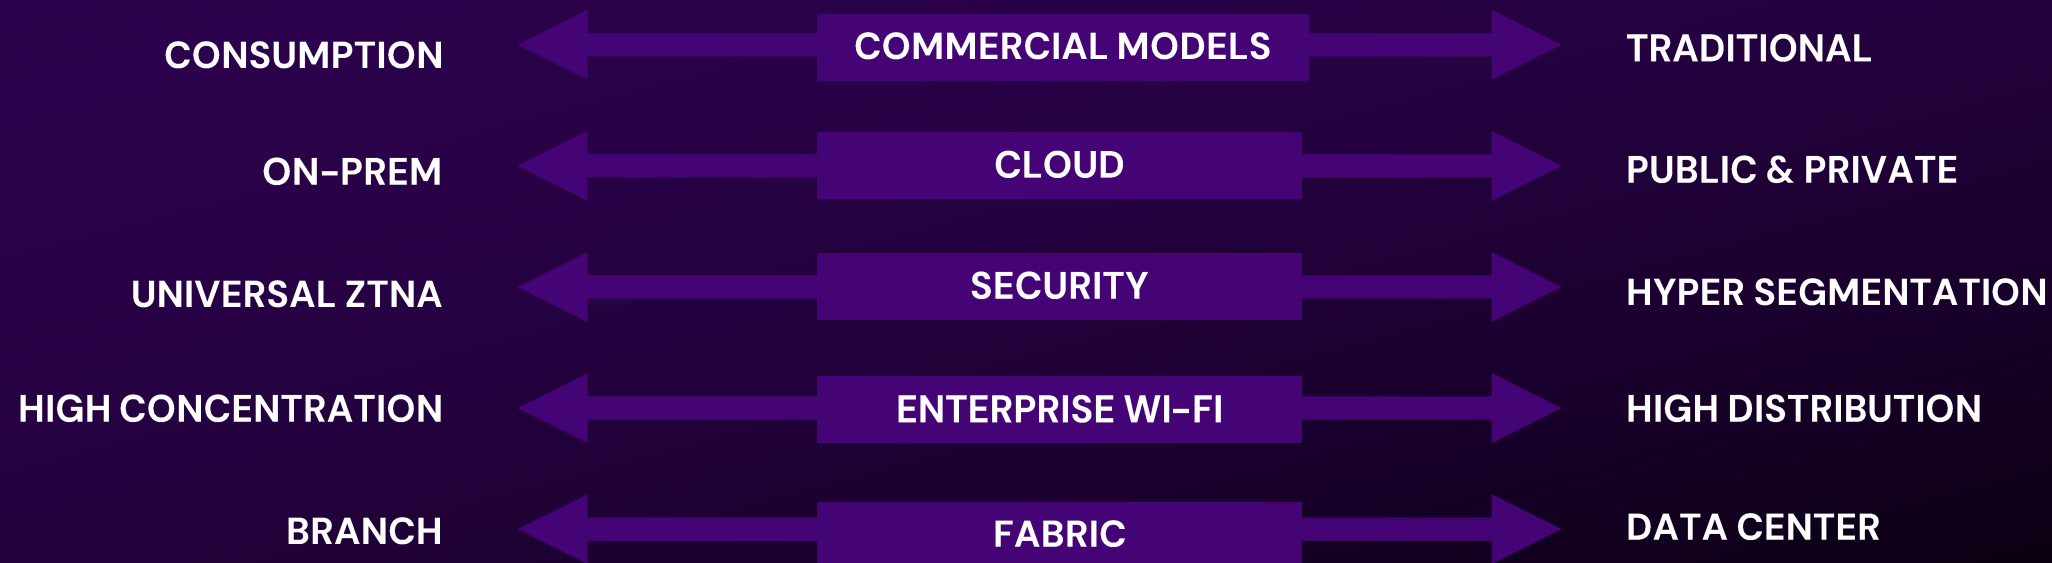 CONSUMPTION COMMERCIAL MODELS TRADITIONAL
ON-PREM CLOUD PUBLIC & PRIVATE
UNIVERSAL ZTNA SECURITY HYPER SEGMENTATION
HIGH CONCENTRATION ENTERPRISE WI-FI HIGH DISTRIBUTION
BRANCH FABRIC DATA CENTER